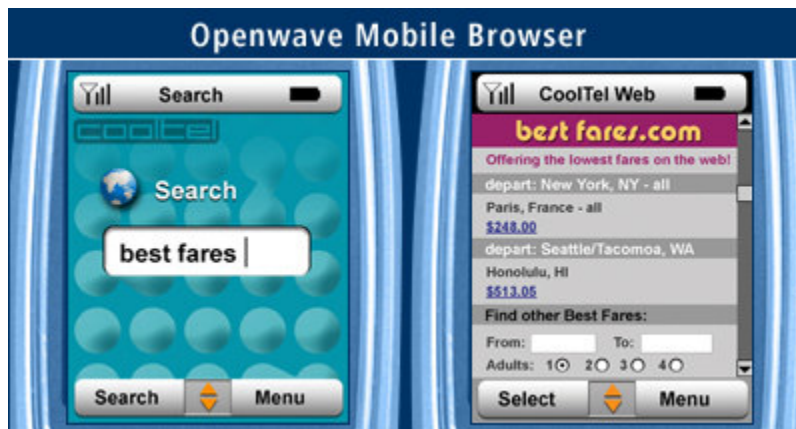 Openwave Mobile Browser
Search
cooltel
Search
best fares
Search
Menu
CoolTel Web
best fares.com
Offering the lowest fares on the web!
depart: New York, NY - all
Paris, France - all
$248.00
depart: Seattle/Tacomoa, WA
Honolulu, HI
$513.05
Find other Best Fares:
From: To:
Adults: 1 2 3 4
Select
Menu